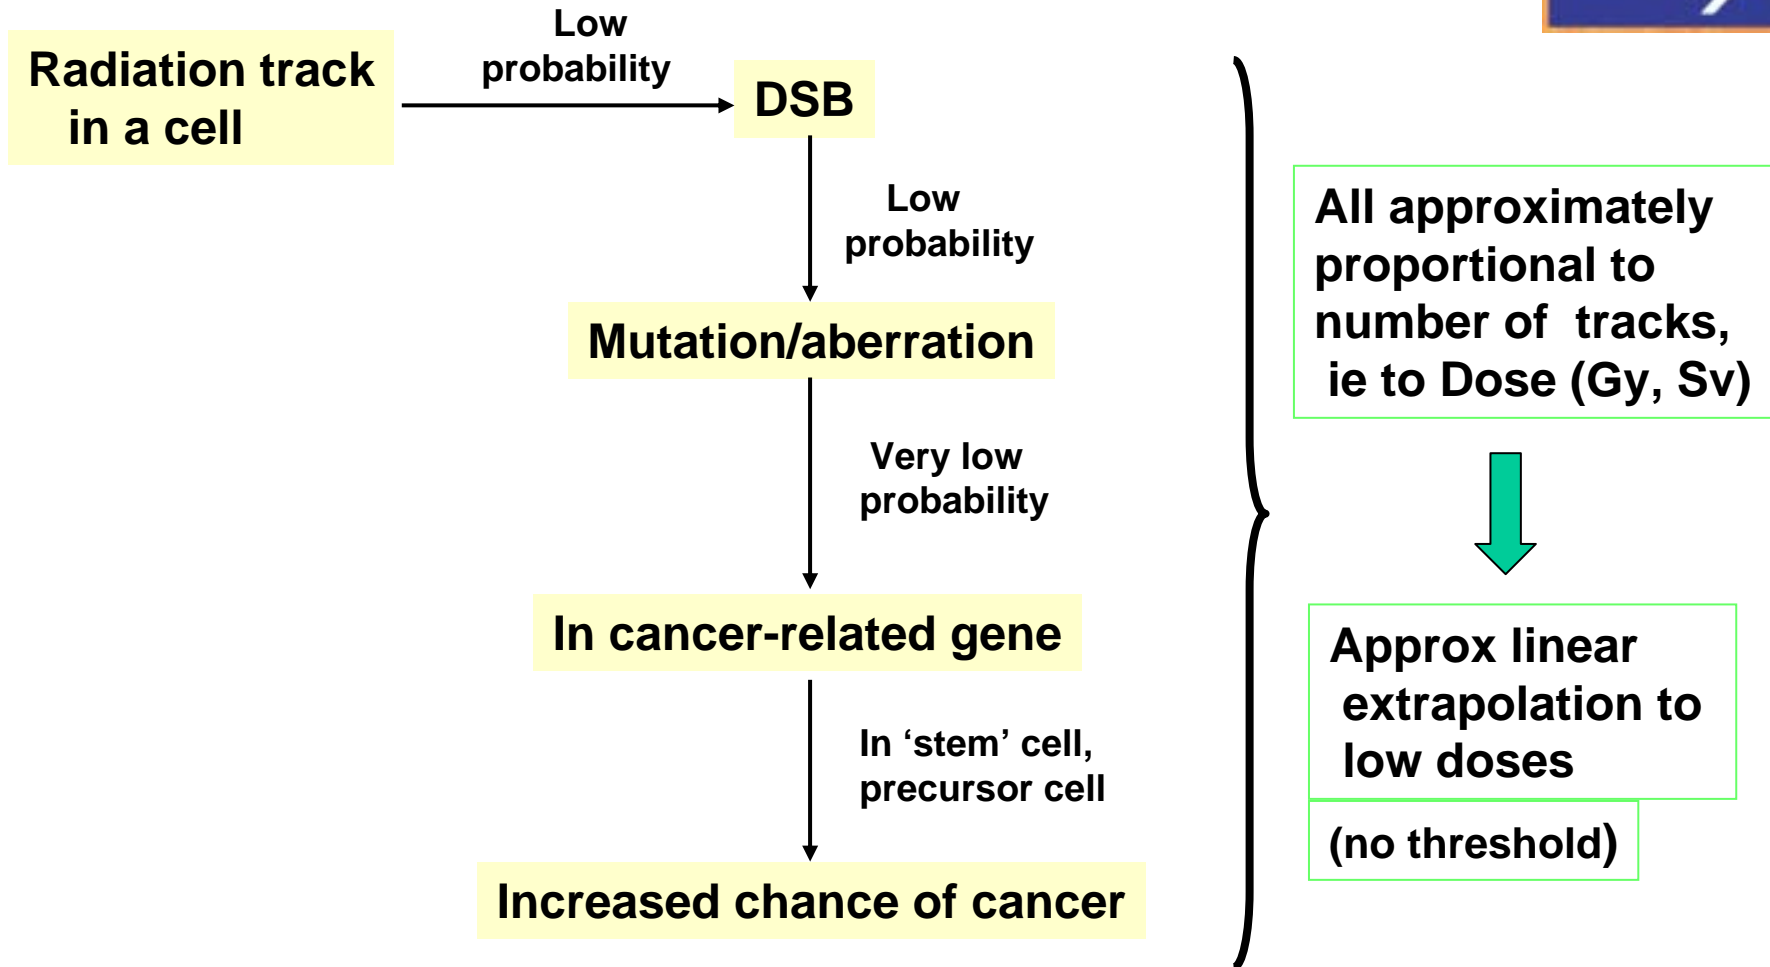 Low
probability
Radiation track
in a cell
DSB
Low
probability
Mutation/aberration
Very low
probability
In cancer-related gene
In ‘stem’ cell,
precursor cell
Increased chance of cancer
All approximately
proportional to
number of tracks,
ie to Dose (Gy, Sv)
Approx linear
extrapolation to
low doses
(no threshold)